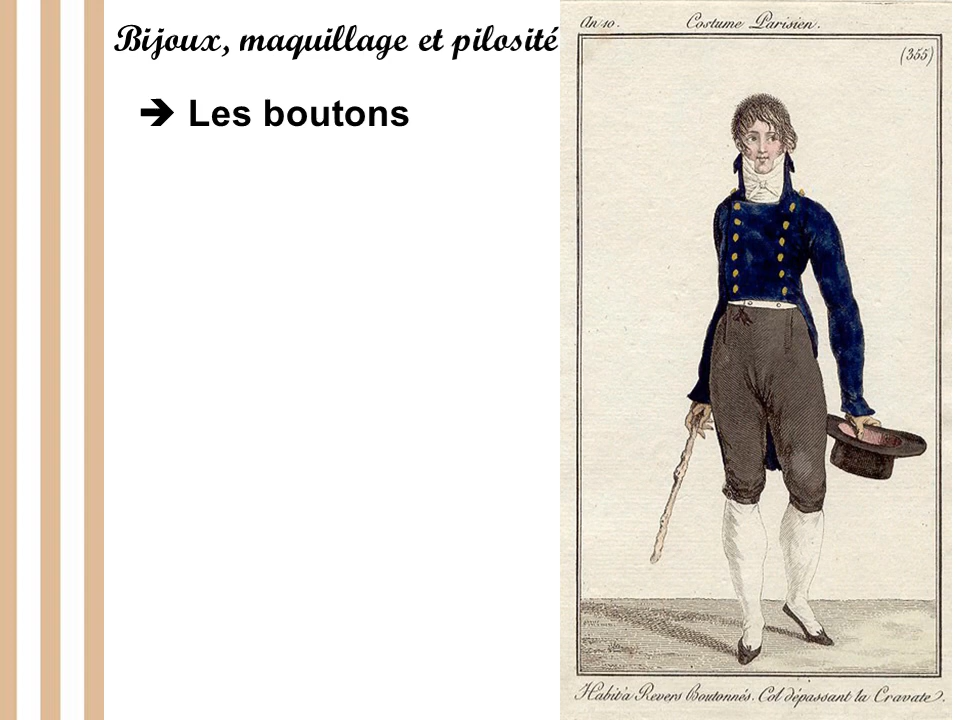 Bijoux, maquillage et pilosité
➔ Les boutons
An 10. Costume Parisien.
(355)
Habit à Revers Boutonnés. Col dépassant la Cravate.